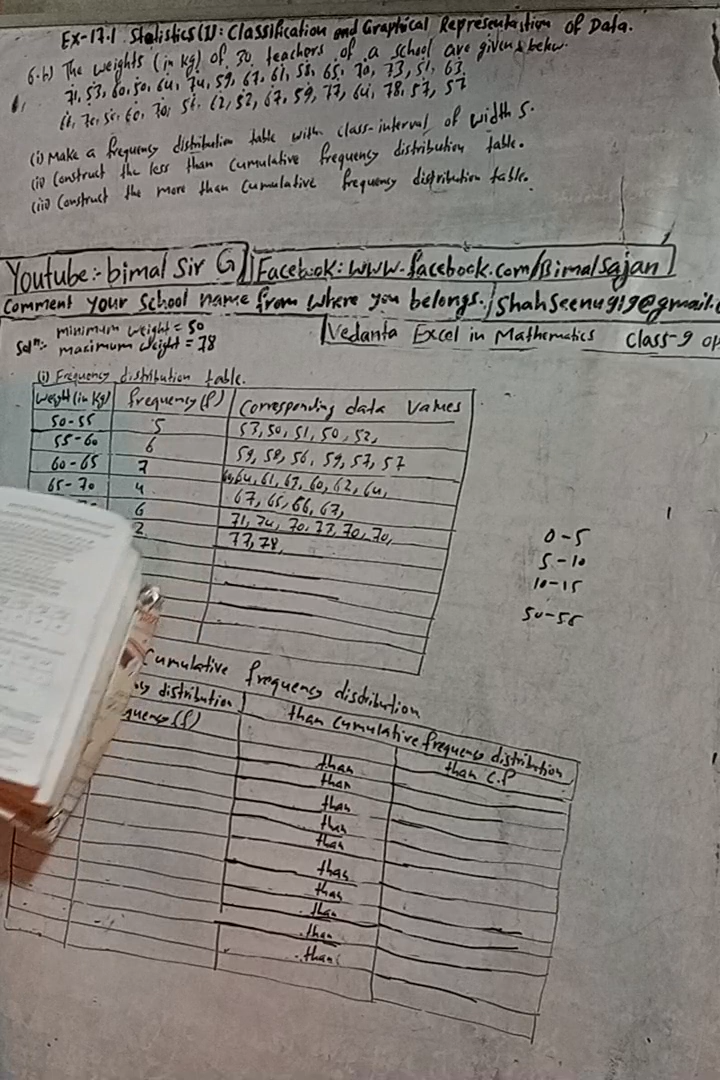 EX-17.1 Statistics(I): Classification and Graphical Representastion of Data.
6.b) The weights (in kg) of 30 teachers of a school are given below.
71, 53, 60, 50, 64, 74, 59, 67, 61, 58, 65, 70, 73, 51, 63
70, 56, 60, 70, 62, 52, 67, 59, 77, 64, 78, 57, 57
(i) Make a frequency distribution table with class-interval of width 5.
(ii) Construct the less than cumulative frequency distribution table.
(iii) Construct the more than cumulative frequency distribution table.
Youtube:- bimal Sir G
Facebook: www.facebook.com/BimalSajan
Comment your School name from where you belongs.
shahseenu919@gmail.c
Soln:- minimum weight = 50
maximum weight = 78
Vedanta Excel in Mathematics Class-9 op
(i) Frequency distribution table.
weight (in kg) frequency (f) Corresponding data values
50-55 5 53, 50, 51, 50, 52,
55-60 6 59, 58, 56, 59, 57, 57
60-65 7 60, 64, 61, 63, 60, 62, 64,
65-70 4 67, 65, 66, 67,
6 71, 74, 70, 73, 70, 70,
2 77, 78,
0-5
5-10
10-15
50-55
Cumulative frequency disdribution
distribution than cumulative frequency distribution
quency (f) than c.f
than
than
than
than
than
than
than
than
than
than